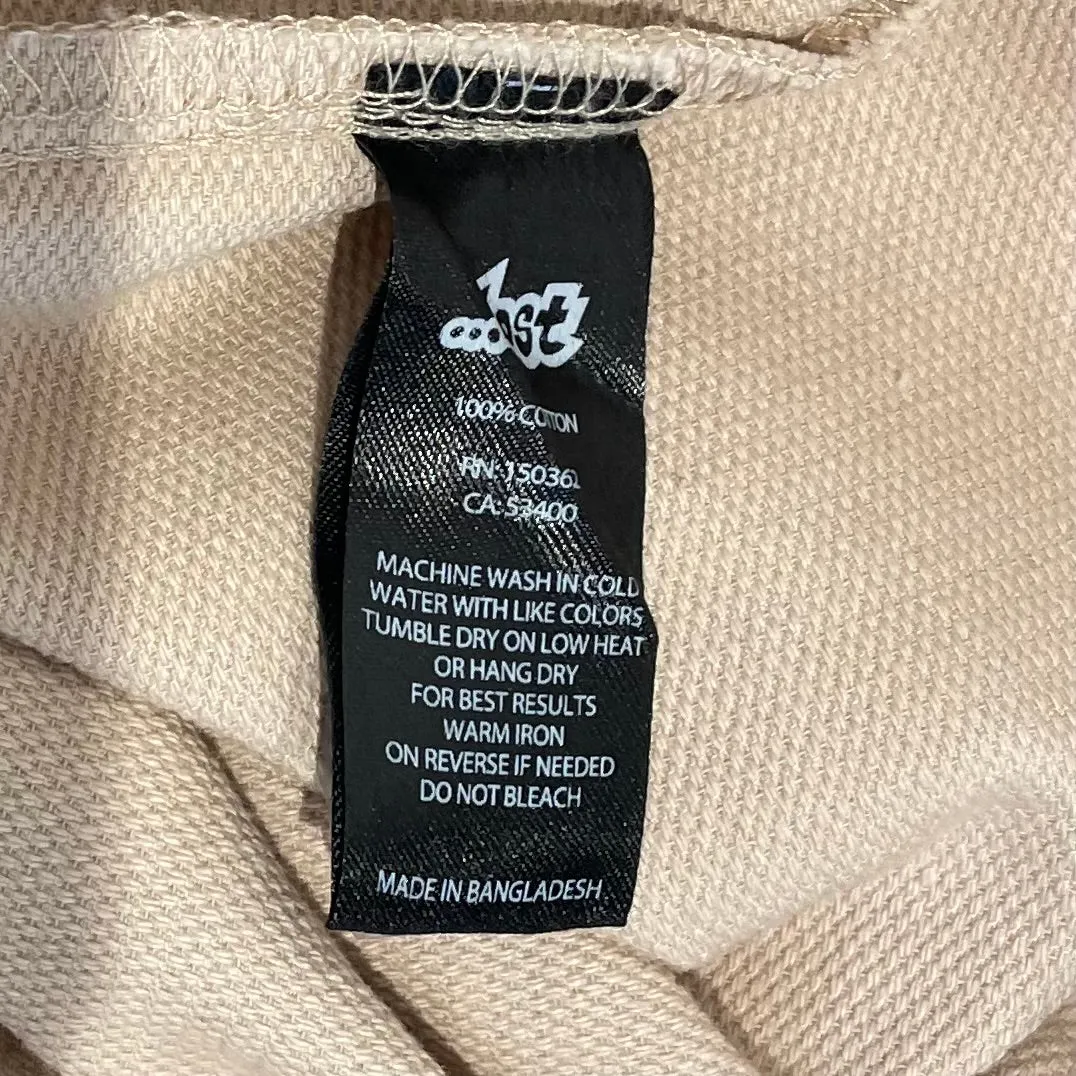 Lost
100% COTTON
RN: 150362
CA: 53400
MACHINE WASH IN COLD
WATER WITH LIKE COLORS
TUMBLE DRY ON LOW HEAT
OR HANG DRY
FOR BEST RESULTS
WARM IRON
ON REVERSE IF NEEDED
DO NOT BLEACH
MADE IN BANGLADESH